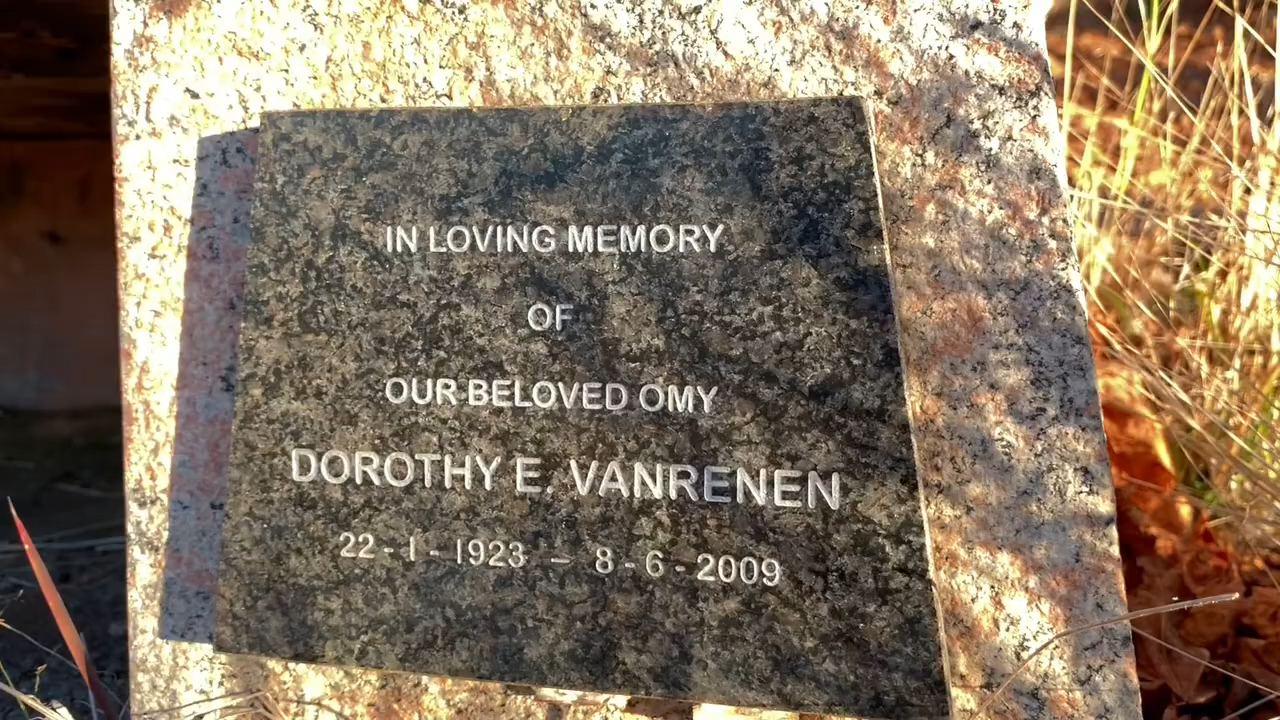 IN LOVING MEMORY
OF
OUR BELOVED OMY
DOROTHY E. VANRENEN
22-1-1923 – 8-6-2009